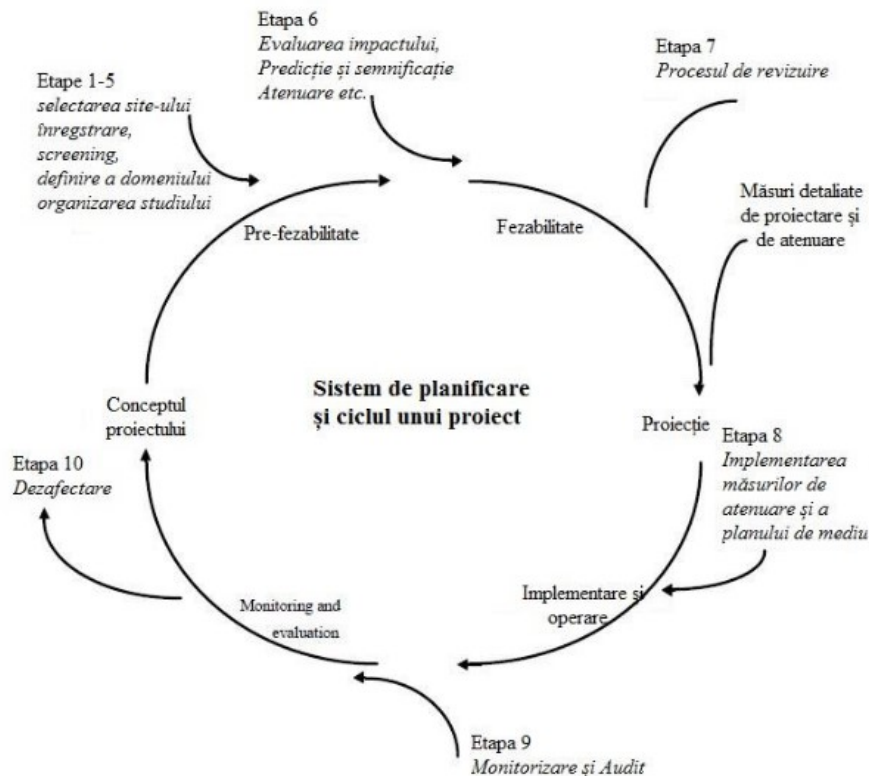 Etapa 6
Evaluarea impactului,
Predicție și semnificație
Atenuare etc.
Etapa 7
Procesul de revizuire
Etape 1-5
selectarea site-ului
înregstrare,
screening,
definire a domeniului
organizarea studiului
Măsuri detaliate
de proiectare și
de atenuare
Pre-fezabilitate
Fezabilitate
Sistem de planificare
și ciclul unui proiect
Conceptul
proiectului
Proiecție
Etapa 8
Implementarea
măsurilor de
atenuare și a
planului de mediu
Etapa 10
Dezafectare
Implementare și
operare
Monitoring and
evaluation
Etapa 9
Monitorizare și Audit